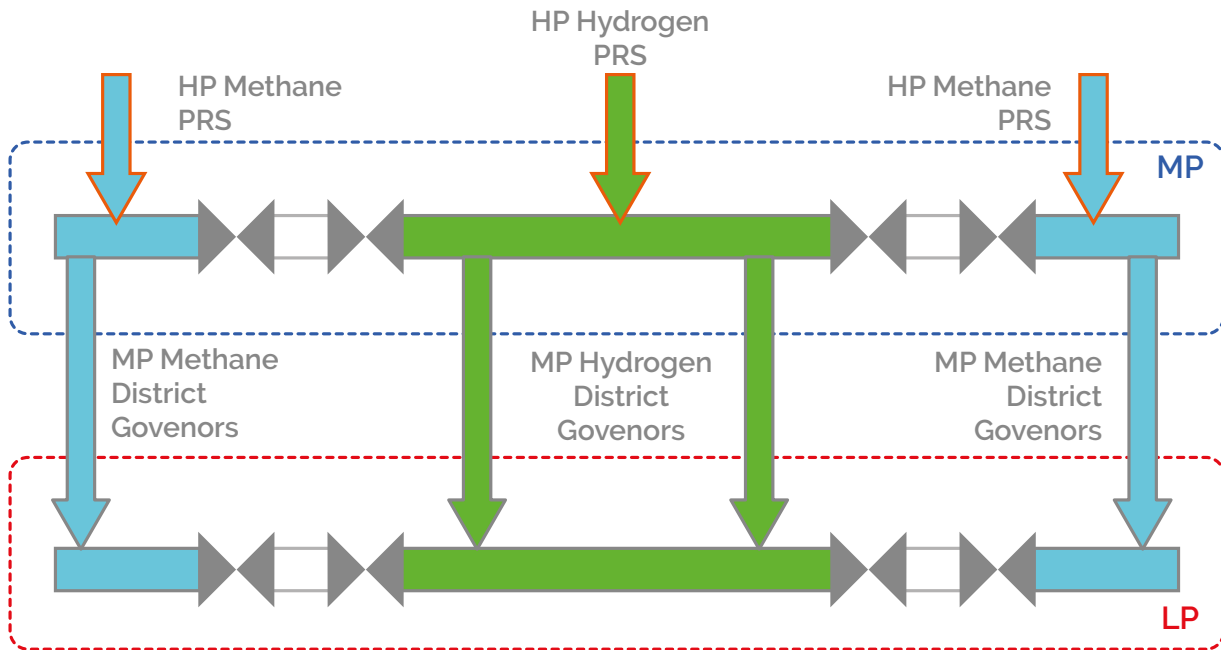 HP Hydrogen
PRS
HP Methane
PRS
HP Methane
PRS
MP
MP Methane
District
Govenors
MP Hydrogen
District
Govenors
MP Methane
District
Govenors
LP